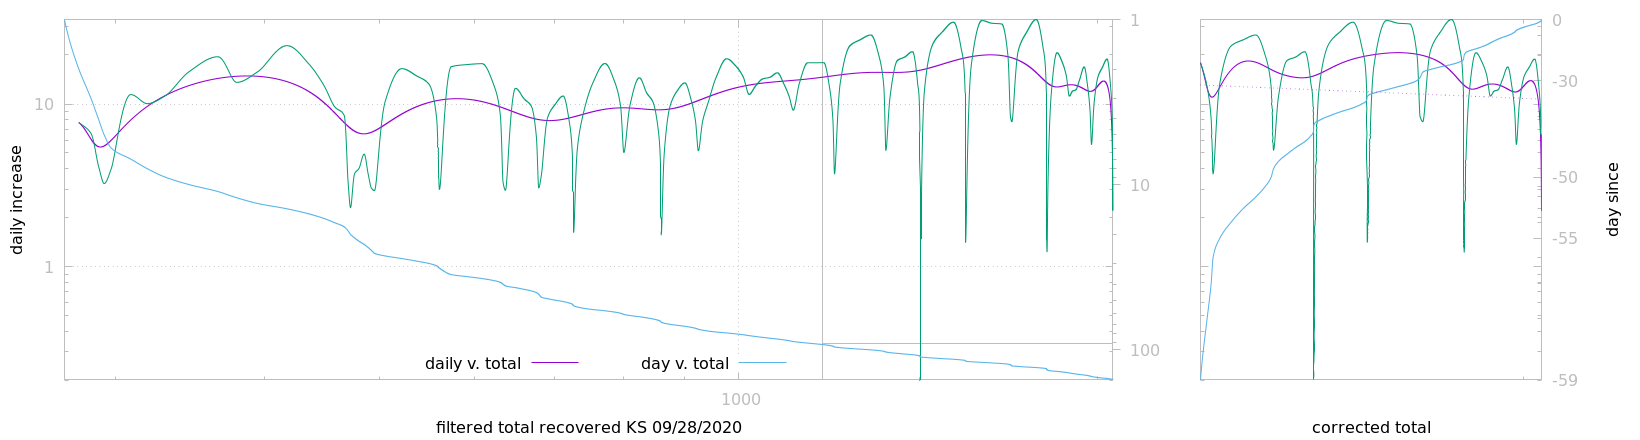 daily increase
10
1
daily v. total
day v. total
1000
filtered total recovered KS 09/28/2020
1
10
100
0
-30
-50
-55
-59
day since
corrected total